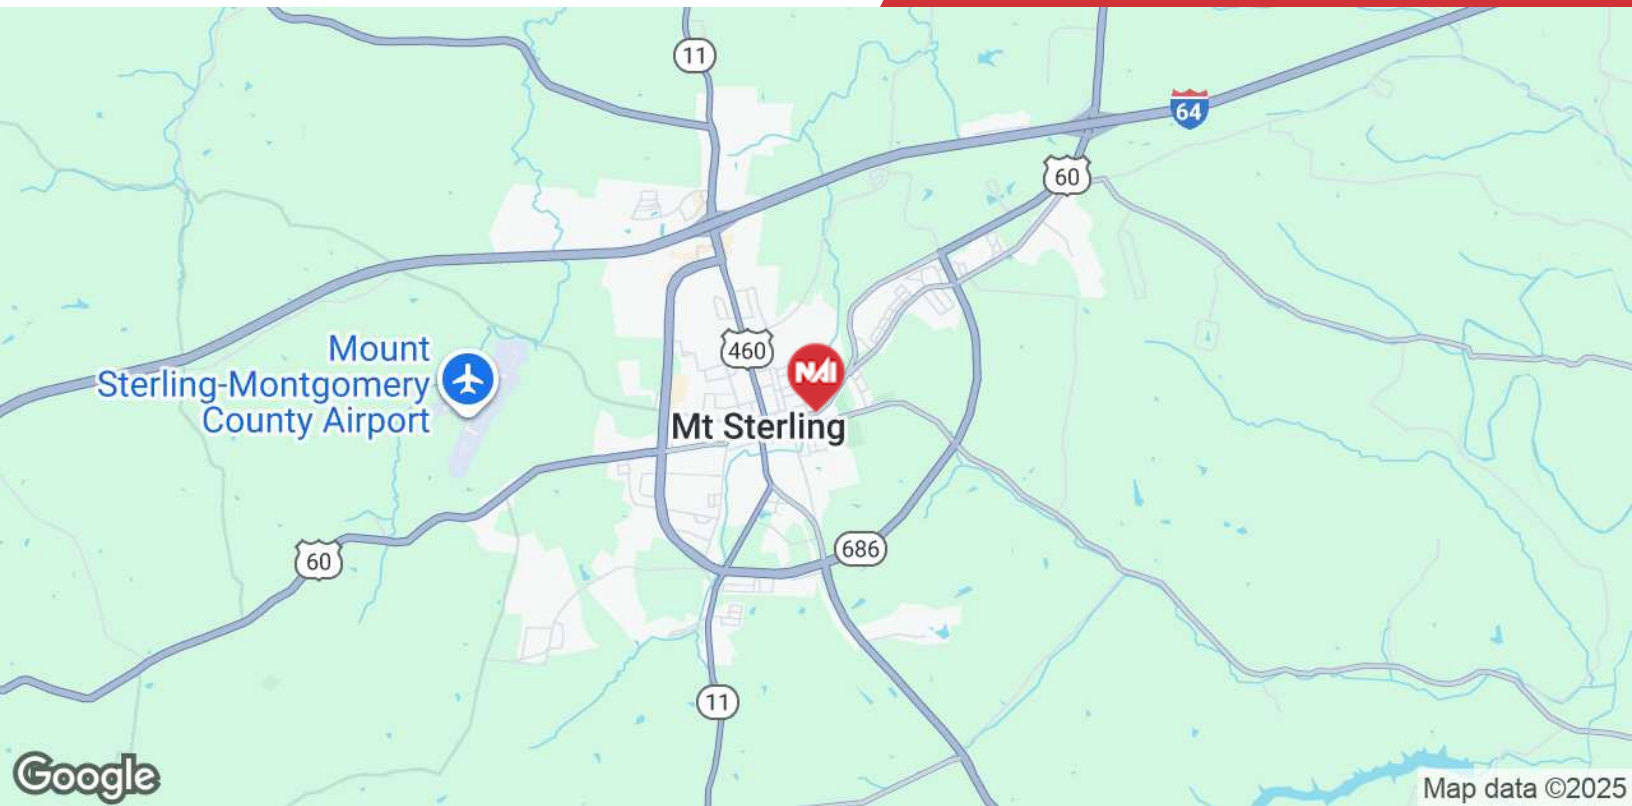 11
64
60
460
NAI
Mount
Sterling-Montgomery
County Airport
Mt Sterling
60
686
11
Google
Map data ©2025